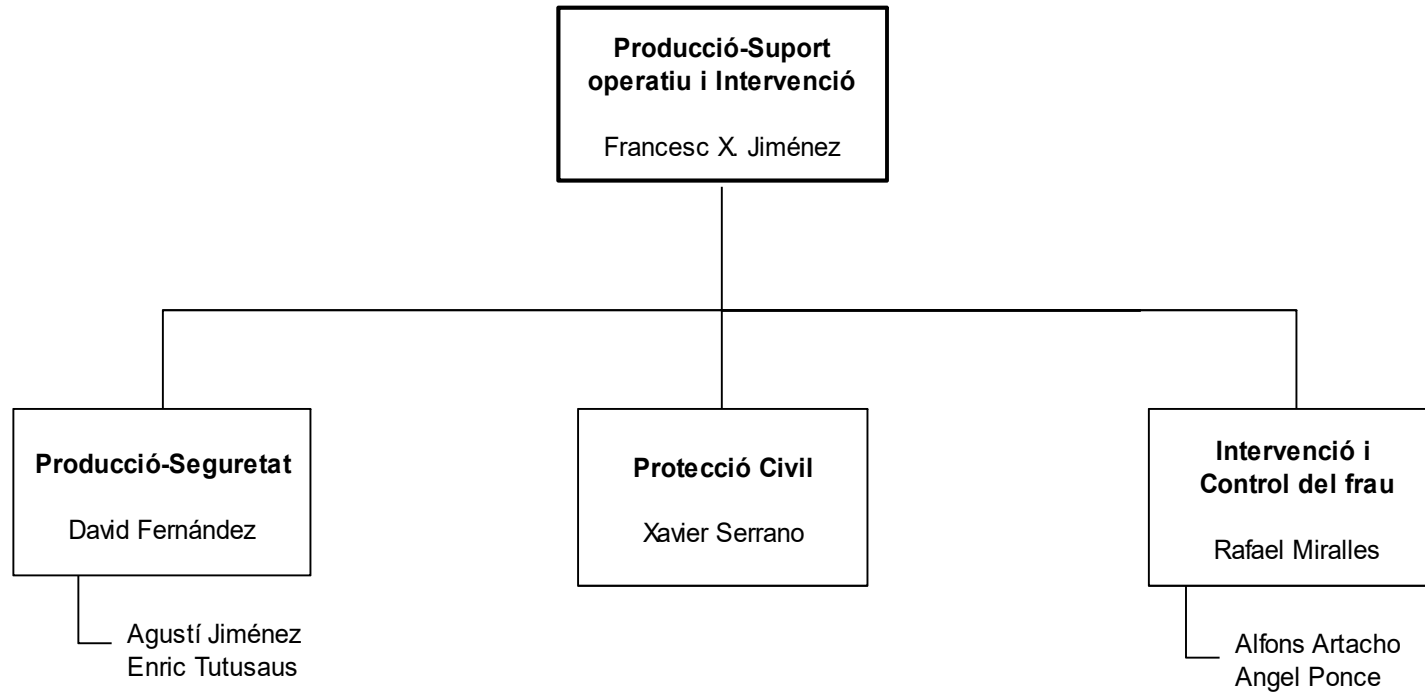 Producció-Suport
operatiu i Intervenció
Francesc X. Jiménez
Producció-Seguretat
David Fernández
Agustí Jiménez
Enric Tutusaus
Protecció Civil
Xavier Serrano
Intervenció i
Control del frau
Rafael Miralles
Alfons Artacho
Angel Ponce